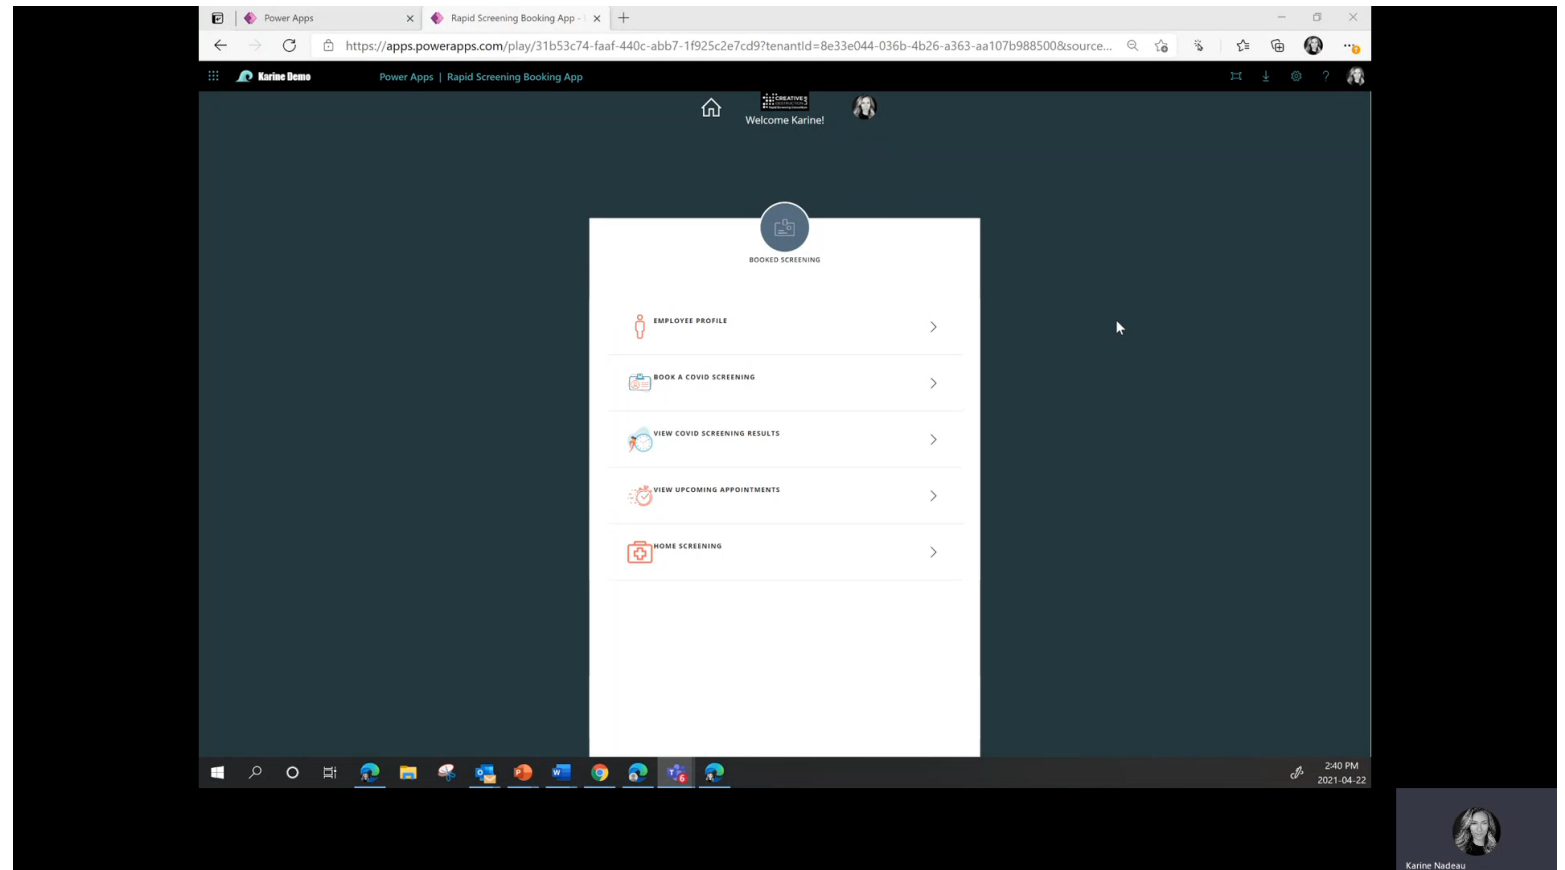 Power Apps
Rapid Screening Booking App -
https://apps.powerapps.com/play/31b53c74-faaf-440c-abb7-1f925c2e7cd9?tenantId=8e33e044-036b-4b26-a363-aa107b988500&source...
Karine Demo
Power Apps | Rapid Screening Booking App
?
CREATIVE
Welcome Karine!
BOOKED SCREENING
EMPLOYEE PROFILE
BOOK A COVID SCREENING
VIEW COVID SCREENING RESULTS
VIEW UPCOMING APPOINTMENTS
HOME SCREENING
6
2:40 PM
2021-04-22
Karine Nadeau